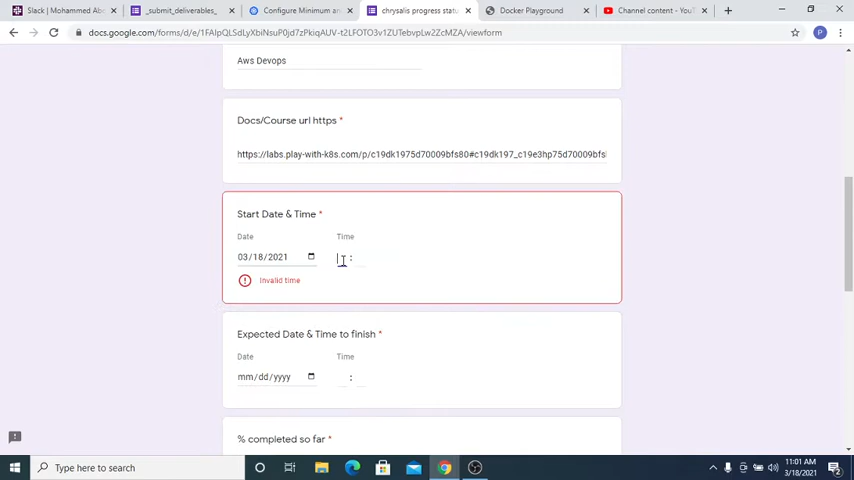 Slack | Mohammed Abo
_submit_deliverables_
Configure Minimum an
chrysalis progress statu
Docker Playground
Channel content - YouT
docs.google.com/forms/d/e/1FAIpQLSdLyXbiNsuP0jd7zPkiqAUV-t2LFOTO3v1ZUTebvpLw2ZcMZA/viewform
P
Aws Devops
Docs/Course url https *
https://labs.play-with-k8s.com/p/c19dk1975d70009bfs80#c19dk197_c19e3hp75d70009bfs
Start Date & Time *
Date
Time
03/18/2021
:
Invalid time
Expected Date & Time to finish *
Date
Time
mm/dd/yyyy
:
% completed so far *
Type here to search
11:01 AM
3/18/2021
2